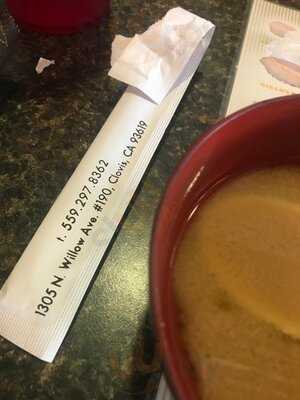 t. 559.297.8362
1305 N. Willow Ave. #190, Clovis, CA 93619